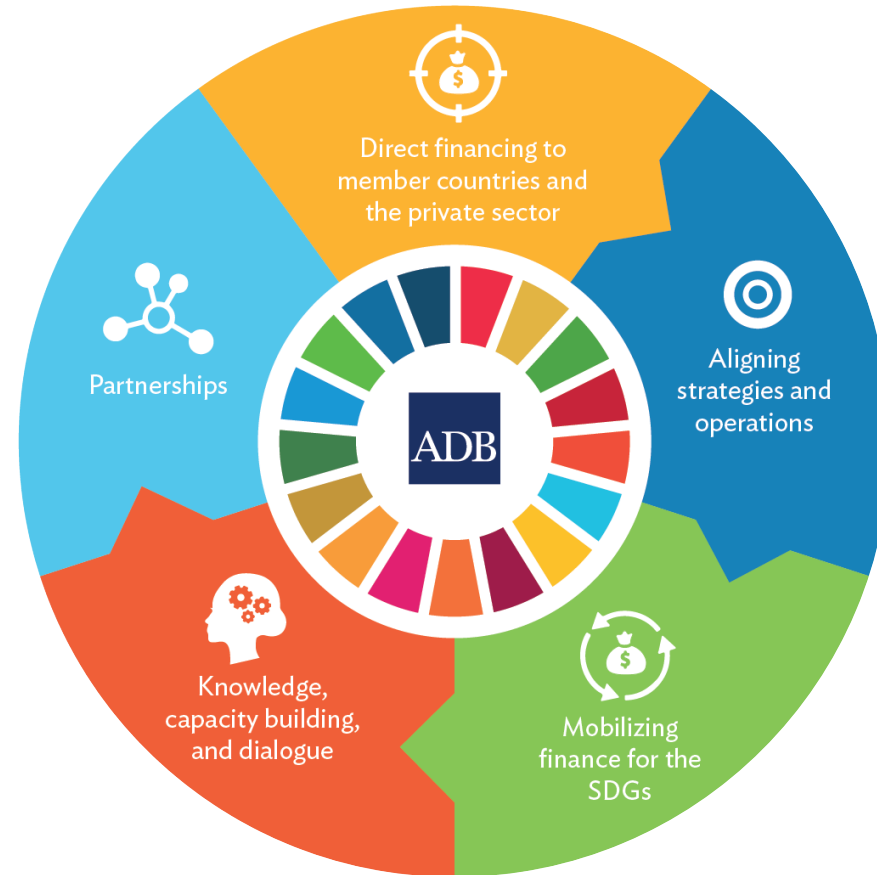 $
Direct financing to
member countries and
the private sector
Aligning
strategies and
operations
Partnerships
ADB
$
Mobilizing
finance for the
SDGs
Knowledge,
capacity building,
and dialogue